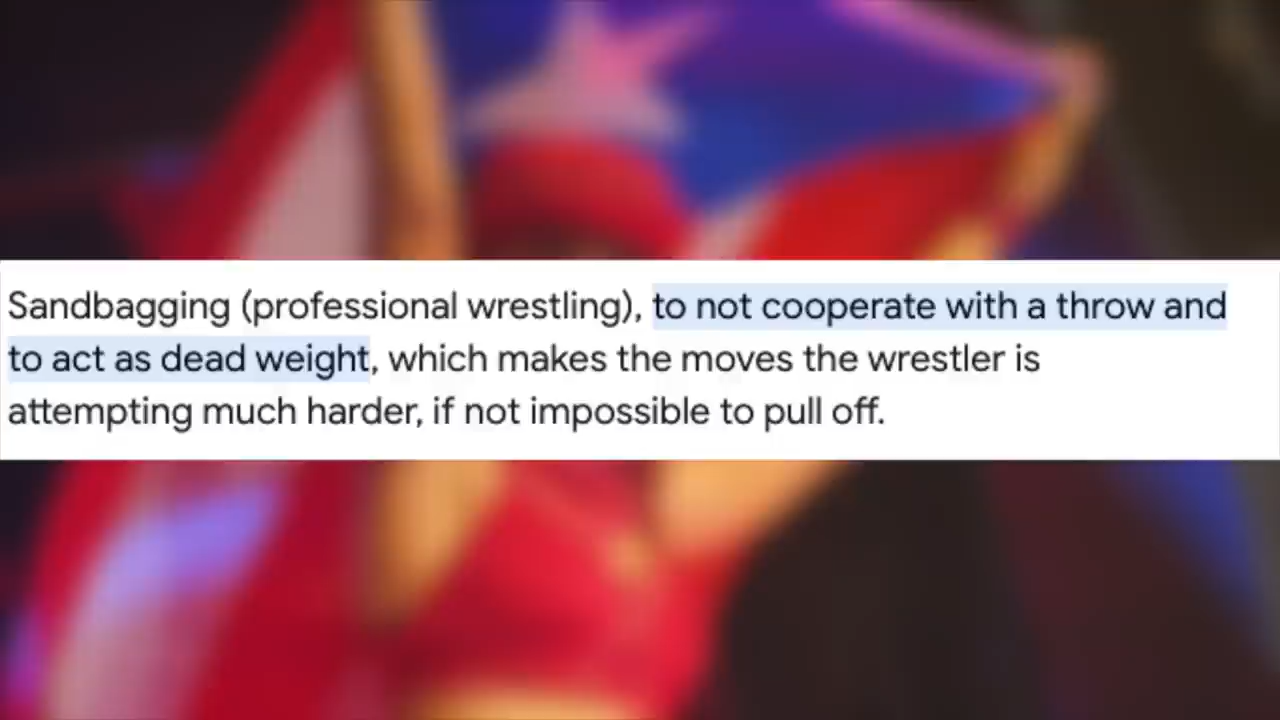 Sandbagging (professional wrestling), to not cooperate with a throw and
to act as dead weight, which makes the moves the wrestler is
attempting much harder, if not impossible to pull off.